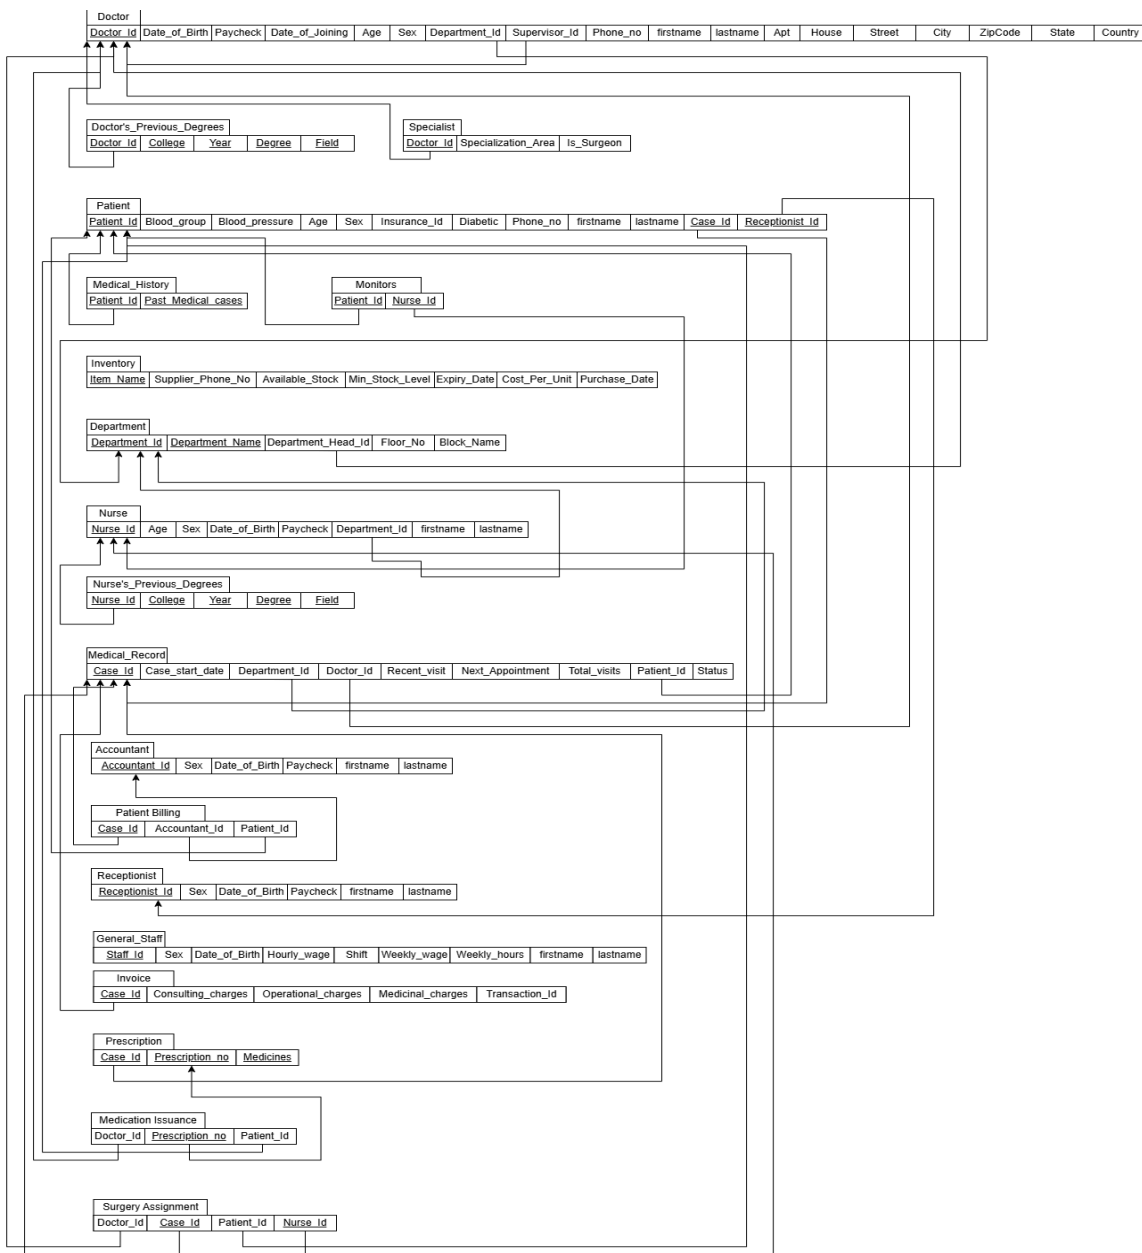 Doctor
Doctor_Id Date_of_Birth Paycheck Date_of_Joining Age Sex Department_Id Supervisor_Id Phone_no firstname lastname Apt House Street City ZipCode State Country
Doctor's_Previous_Degrees
Doctor_Id College Year Degree Field
Specialist
Doctor_Id Specialization_Area Is_Surgeon
Patient
Patient_Id Blood_group Blood_pressure Age Sex Insurance_Id Diabetic Phone_no firstname lastname Case_Id Receptionist_Id
Medical_History
Patient_Id Past_Medical_cases
Monitors
Patient_Id Nurse_Id
Inventory
Item_Name Supplier_Phone_No Available_Stock Min_Stock_Level Expiry_Date Cost_Per_Unit Purchase_Date
Department
Department_Id Department_Name Department_Head_Id Floor_No Block_Name
Nurse
Nurse_Id Age Sex Date_of_Birth Paycheck Department_Id firstname lastname
Nurse's_Previous_Degrees
Nurse_Id College Year Degree Field
Medical_Record
Case_Id Case_start_date Department_Id Doctor_Id Recent_visit Next_Appointment Total_visits Patient_Id Status
Accountant
Accountant_Id Sex Date_of_Birth Paycheck firstname lastname
Patient Billing
Case_Id Accountant_Id Patient_Id
Receptionist
Receptionist_Id Sex Date_of_Birth Paycheck firstname lastname
General_Staff
Staff_Id Sex Date_of_Birth Hourly_wage Shift Weekly_wage Weekly_hours firstname lastname
Invoice
Case_Id Consulting_charges Operational_charges Medicinal_charges Transaction_Id
Prescription
Case_Id Prescription_no Medicines
Medication Issuance
Doctor_Id Prescription_no Patient_Id
Surgery Assignment
Doctor_Id Case_Id Patient_Id Nurse_Id